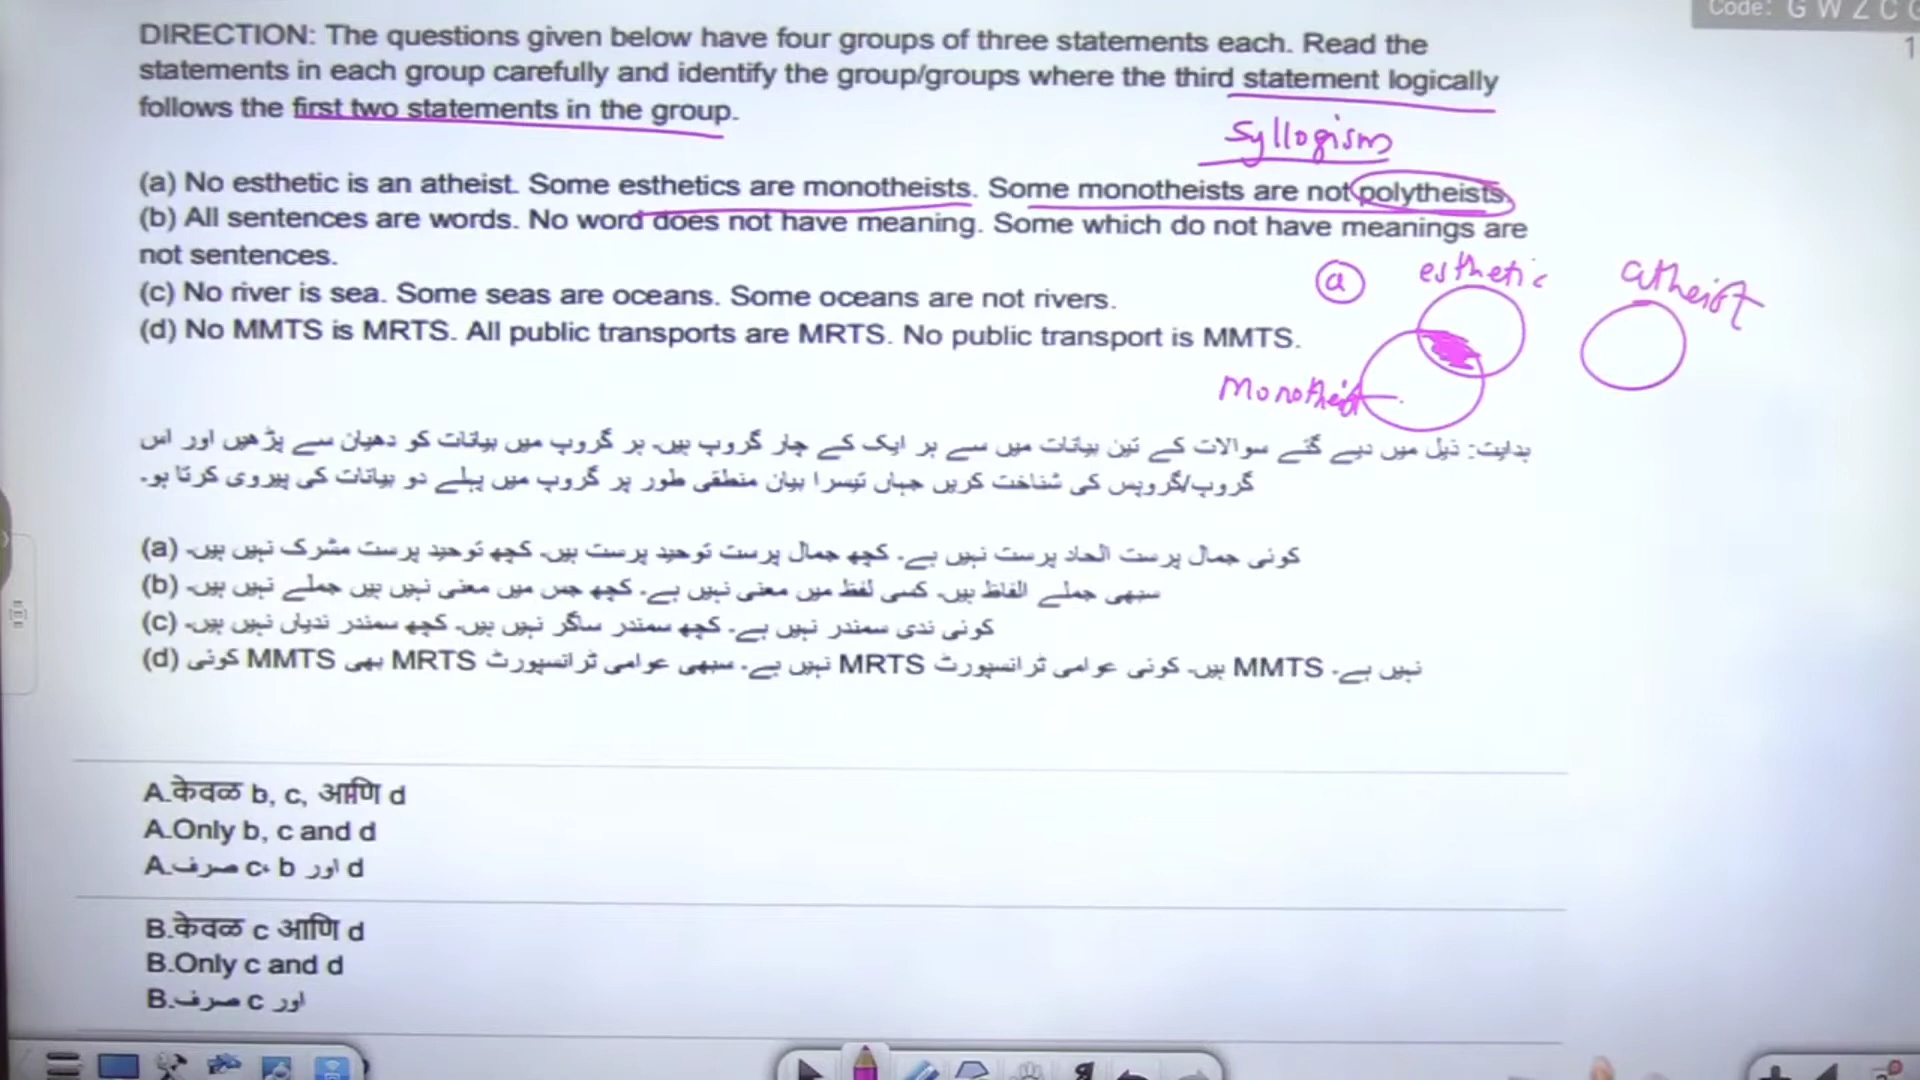 Code: G W Z C G
1
DIRECTION: The questions given below have four groups of three statements each. Read the
statements in each group carefully and identify the group/groups where the third statement logically
follows the first two statements in the group.
Syllogism
(a) No esthetic is an atheist. Some esthetics are monotheists. Some monotheists are not polytheists.
(b) All sentences are words. No word does not have meaning. Some which do not have meanings are
not sentences.
(c) No river is sea. Some seas are oceans. Some oceans are not rivers.
(d) No MMTS is MRTS. All public transports are MRTS. No public transport is MMTS.
a esthetic atheist
Monotheist
ہدایت: ذیل میں دیے گئے سوالات کے تین بیانات میں سے ہر ایک کے چار گروپ ہیں۔ ہر گروپ میں بیانات کو دھیان سے پڑھیں اور اس
گروپ/گروپس کی شناخت کریں جہاں تیسرا بیان منطقی طور پر گروپ میں پہلے دو بیانات کی پیروی کرتا ہو۔
(a) کوئی جمال پرست الحاد پرست نہیں ہے۔ کچھ جمال پرست توحید پرست ہیں۔ کچھ توحید پرست مشرک نہیں ہیں۔
(b) سبھی جملے الفاظ ہیں۔ کسی لفظ میں معنی نہیں ہے۔ کچھ جس میں معنی نہیں ہیں جملے نہیں ہیں۔
(c) کوئی ندی سمندر نہیں ہے۔ کچھ سمندر ساگر نہیں ہیں۔ کچھ سمندر ندیاں نہیں ہیں۔
(d) کوئی MMTS بھی MRTS نہیں ہے۔ سبھی عوامی ٹرانسپورٹ MRTS ہیں۔ کوئی عوامی ٹرانسپورٹ MMTS نہیں ہے۔
A.केवळ b, c, आणि d
A.Only b, c and d
A.صرف c، b اور d
B.केवळ c आणि d
B.Only c and d
B.صرف c اور